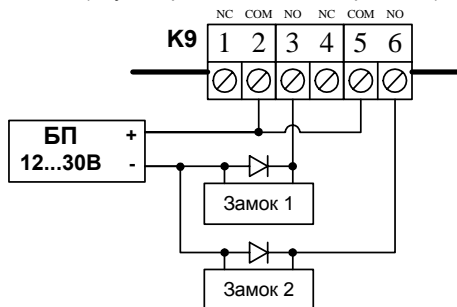 NC COM NO NC COM NO
K9 1 2 3 4 5 6
БП +
12...30В -
Замок 1
Замок 2